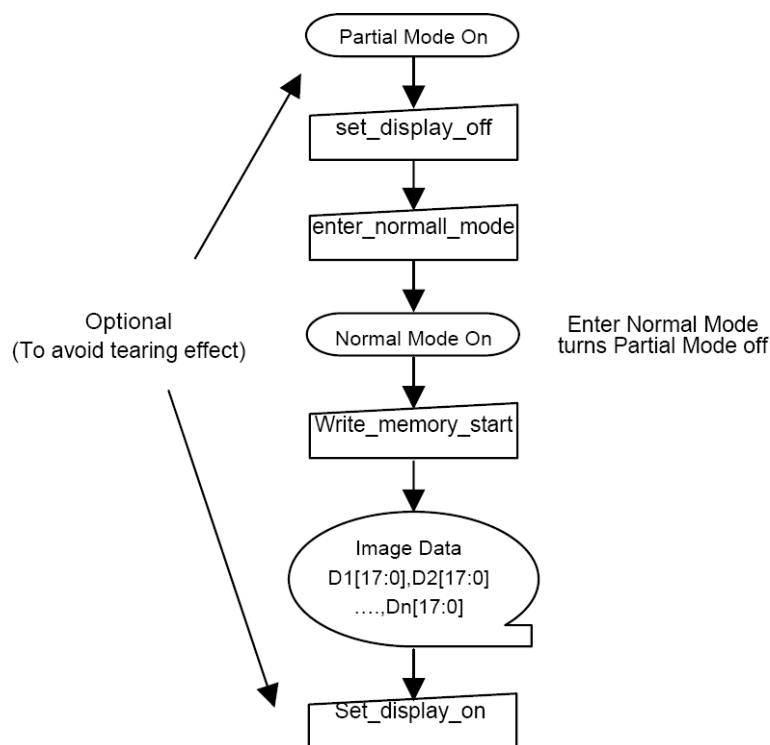 Partial Mode On
set_display_off
enter_normall_mode
Optional
(To avoid tearing effect)
Normal Mode On
Enter Normal Mode
turns Partial Mode off
Write_memory_start
Image Data
D1[17:0],D2[17:0]
....,Dn[17:0]
Set_display_on